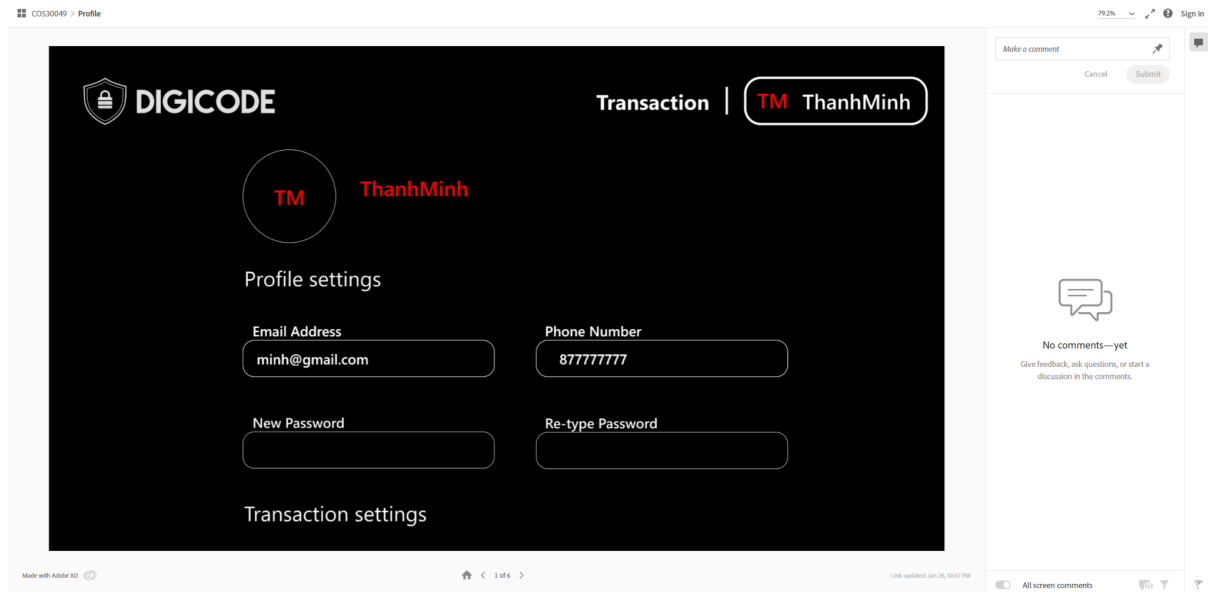 COS30049 > Profile
79.2%
Sign in
DIGICODE
Transaction | TM ThanhMinh
TM
ThanhMinh
Profile settings
Email Address
minh@gmail.com
Phone Number
877777777
New Password
Re-type Password
Transaction settings
Make a comment
Cancel
Submit
No comments—yet
Give feedback, ask questions, or start a
discussion in the comments.
Made with Adobe XD
1 of 6
Link updated: Jan 26, 10:07 PM
All screen comments